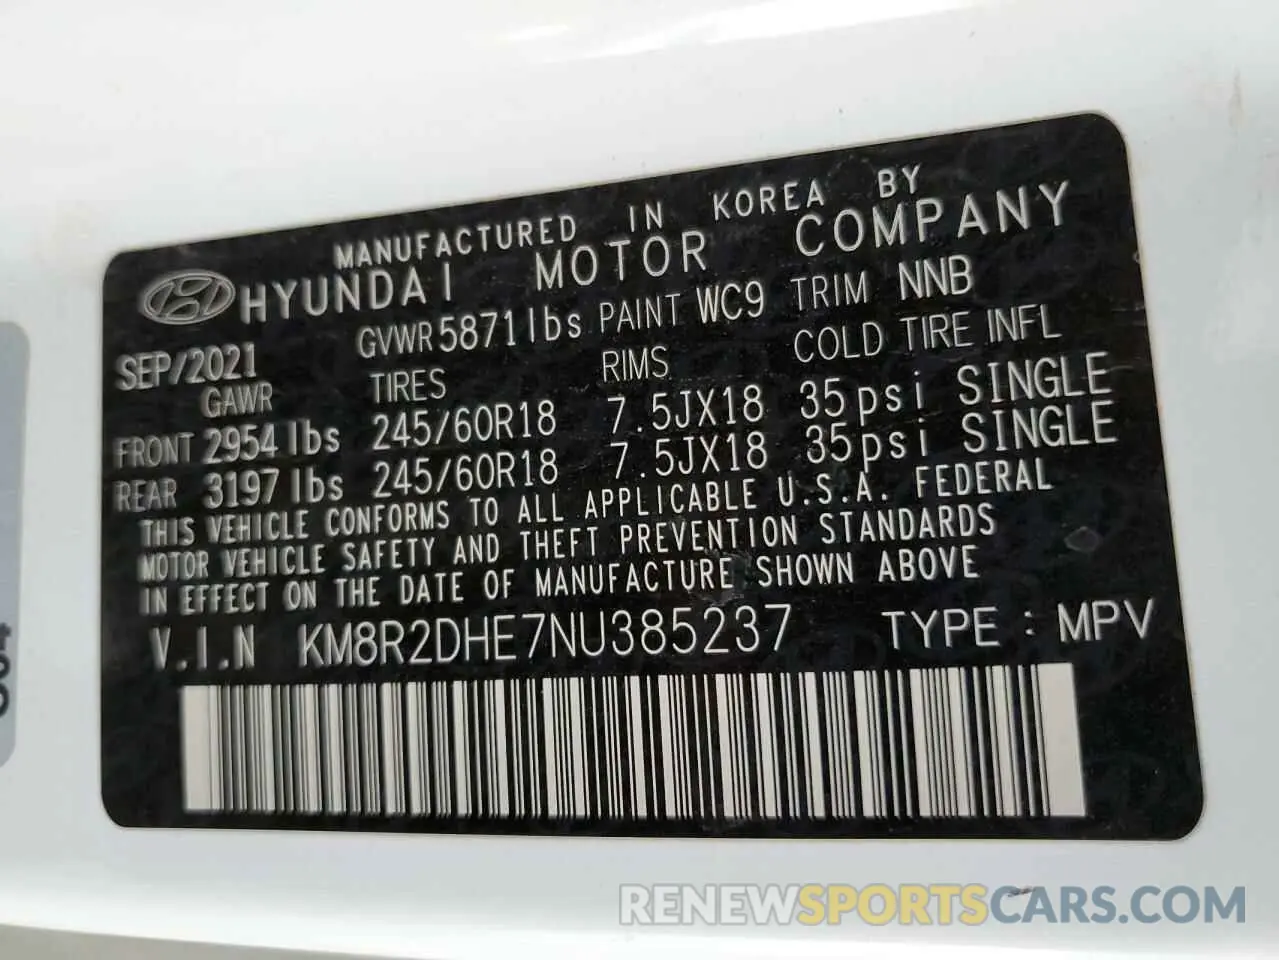 MANUFACTURED IN KOREA BY
HYUNDAI MOTOR COMPANY
SEP/2021 GVWR 5871 lbs PAINT WC9 TRIM NNB
GAWR TIRES RIMS COLD TIRE INFL
FRONT 2954 lbs 245/60R18 7.5JX18 35psi SINGLE
REAR 3197 lbs 245/60R18 7.5JX18 35psi SINGLE
THIS VEHICLE CONFORMS TO ALL APPLICABLE U.S.A. FEDERAL
MOTOR VEHICLE SAFETY AND THEFT PREVENTION STANDARDS
IN EFFECT ON THE DATE OF MANUFACTURE SHOWN ABOVE
V.I.N KM8R2DHE7NU385237 TYPE : MPV
RENEWSPORTSCARS.COM